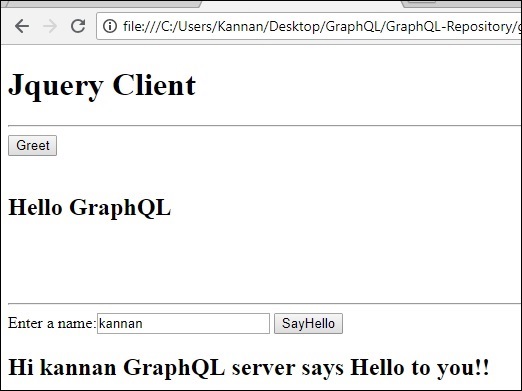 file:///C:/Users/Kannan/Desktop/GraphQL/GraphQL-Repository/
Jquery Client
Greet
Hello GraphQL
Enter a name: kannan SayHello
Hi kannan GraphQL server says Hello to you!!